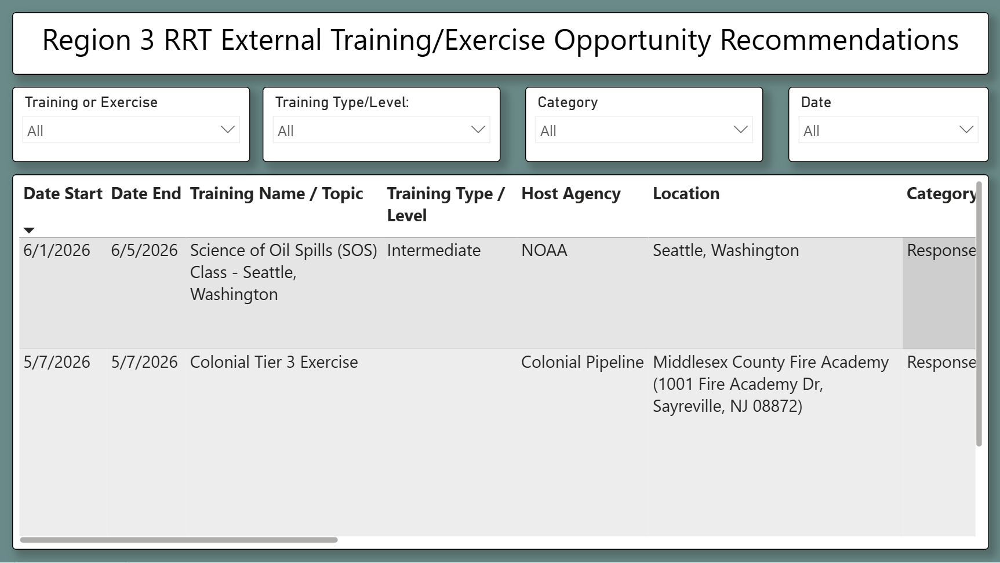 Region 3 RRT External Training/Exercise Opportunity Recommendations
Training or Exercise
All
Training Type/Level:
All
Category
All
Date
All
Date Start
Date End
Training Name / Topic
Training Type /
Level
Host Agency
Location
Category
6/1/2026
6/5/2026
Science of Oil Spills (SOS)
Class - Seattle,
Washington
Intermediate
NOAA
Seattle, Washington
Response
5/7/2026
5/7/2026
Colonial Tier 3 Exercise
Colonial Pipeline
Middlesex County Fire Academy
(1001 Fire Academy Dr,
Sayreville, NJ 08872)
Response